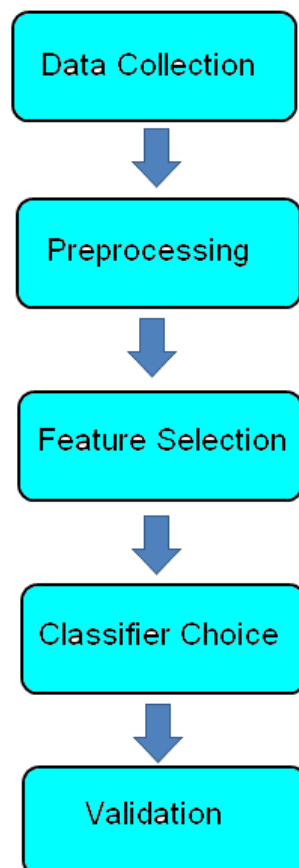 Data Collection
Preprocessing
Feature Selection
Classifier Choice
Validation